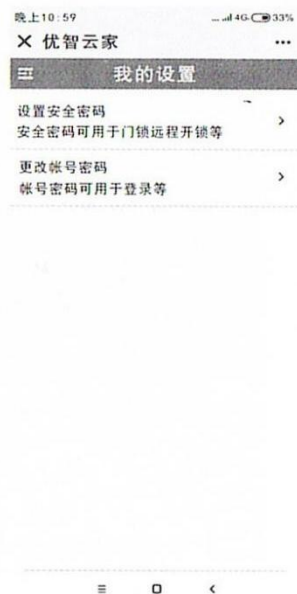 晚上10:59 ...4G 33%
× 优智云家 ...
我的设置
设置安全密码
安全密码可用于门锁远程开锁等
更改帐号密码
帐号密码可用于登录等